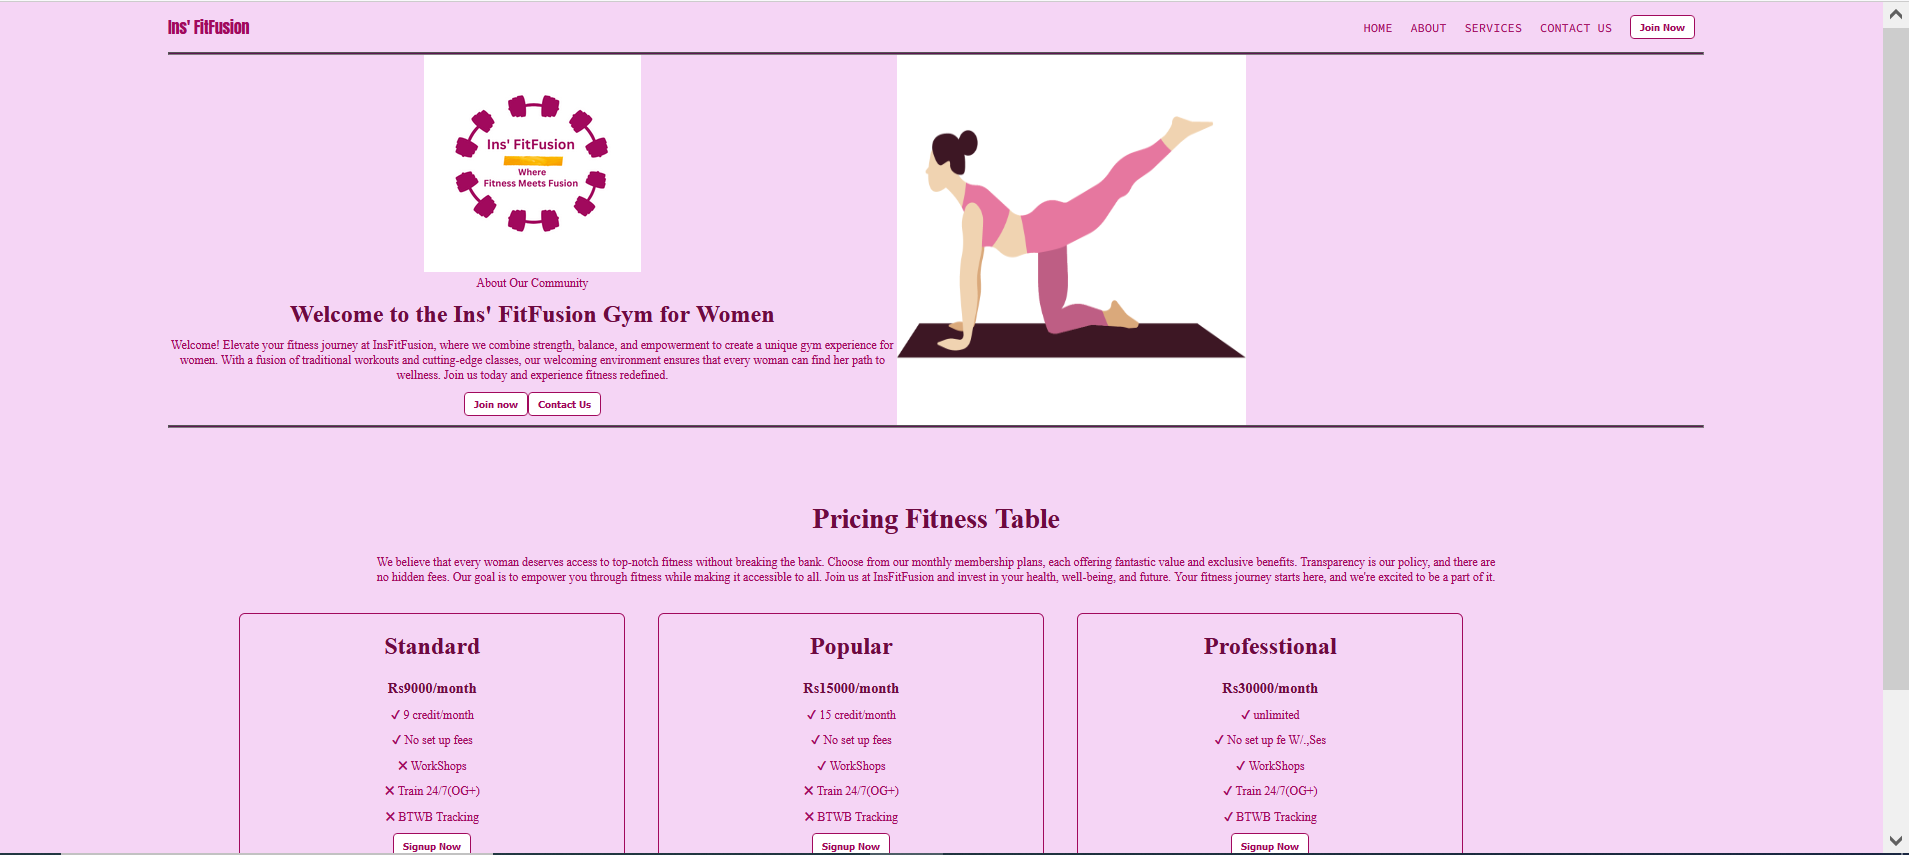 Ins' FitFusion
HOME ABOUT SERVICES CONTACT US Join Now
Ins' FitFusion
Where
Fitness Meets Fusion
About Our Community
Welcome to the Ins' FitFusion Gym for Women
Welcome! Elevate your fitness journey at InsFitFusion, where we combine strength, balance, and empowerment to create a unique gym experience for
women. With a fusion of traditional workouts and cutting-edge classes, our welcoming environment ensures that every woman can find her path to
wellness. Join us today and experience fitness redefined.
Join now Contact Us
Pricing Fitness Table
We believe that every woman deserves access to top-notch fitness without breaking the bank. Choose from our monthly membership plans, each offering fantastic value and exclusive benefits. Transparency is our policy, and there are
no hidden fees. Our goal is to empower you through fitness while making it accessible to all. Join us at InsFitFusion and invest in your health, well-being, and future. Your fitness journey starts here, and we're excited to be a part of it.
Standard
Rs9000/month
✓ 9 credit/month
✓ No set up fees
✕ WorkShops
✕ Train 24/7(OG+)
✕ BTWB Tracking
Signup Now
Popular
Rs15000/month
✓ 15 credit/month
✓ No set up fees
✓ WorkShops
✕ Train 24/7(OG+)
✕ BTWB Tracking
Signup Now
Professtional
Rs30000/month
✓ unlimited
✓ No set up fe W/.,Ses
✓ WorkShops
✓ Train 24/7(OG+)
✓ BTWB Tracking
Signup Now